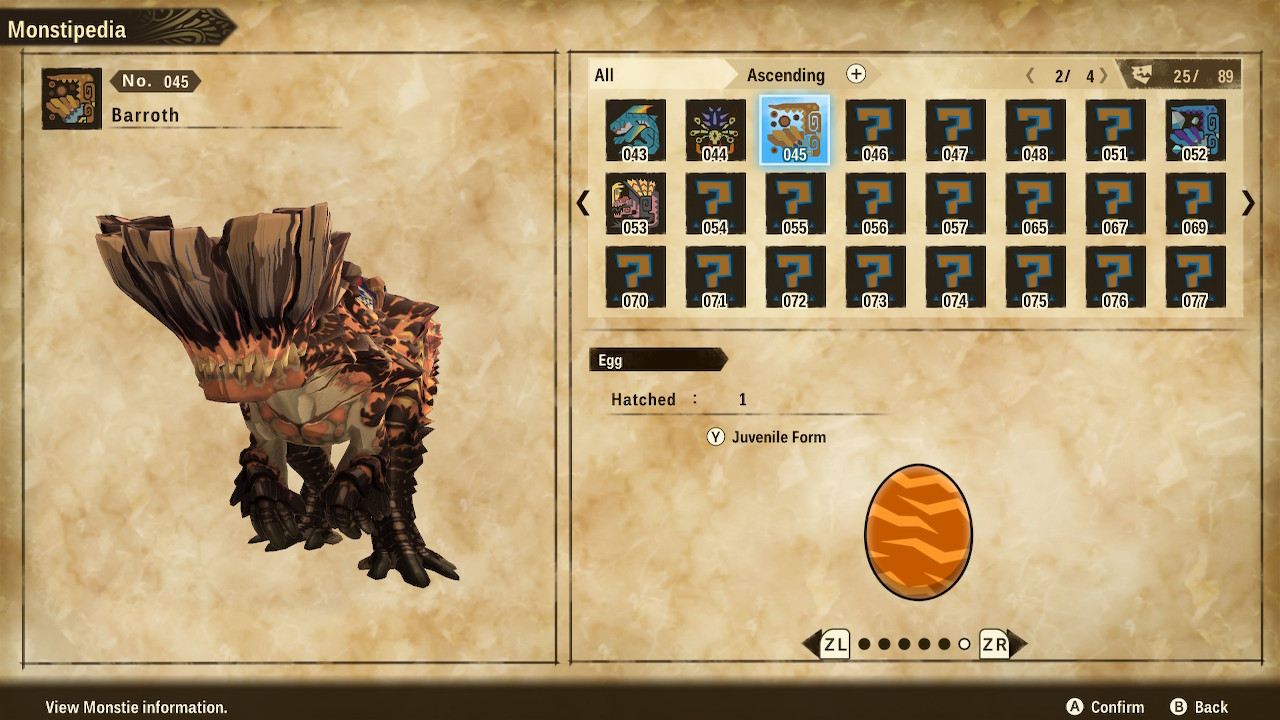 Monstipedia
No. 045
Barroth
All
Ascending +
2/ 4
25/ 89
043 044 045 046 047 048 051 052
053 054 055 056 057 065 067 069
070 071 072 073 074 075 076 077
Egg
Hatched : 1
Y Juvenile Form
ZL ZR
View Monstie information.
A Confirm B Back